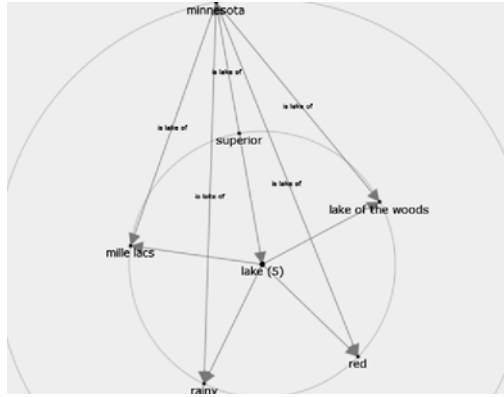 minnesota
is lake of
is lake of
is lake of
superior
is lake of
is lake of
lake of the woods
mille lacs
lake (5)
red
rainy